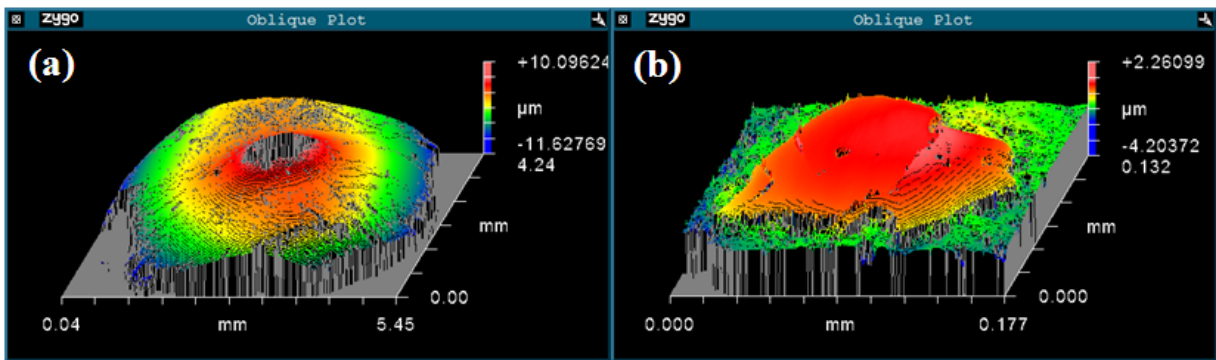 zygo Oblique Plot
(a)
+10.09624
µm
-11.62769
4.24
mm
0.00
0.04 mm 5.45
zygo Oblique Plot
(b)
+2.26099
µm
-4.20372
0.132
mm
0.000
0.000 mm 0.177